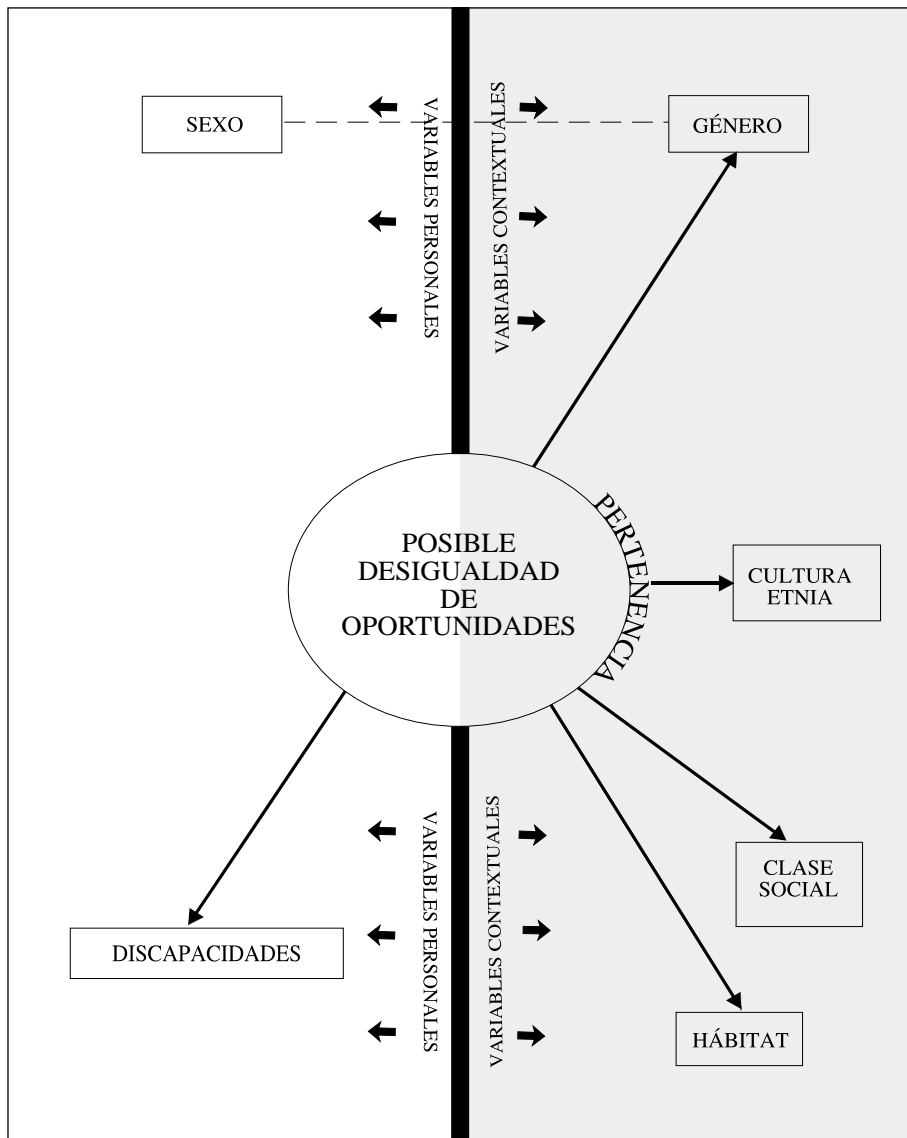 SEXO
VARIABLES PERSONALES
VARIABLES CONTEXTUALES
GÉNERO
POSIBLE
DESIGUALDAD
DE
OPORTUNIDADES
PERTENENCIA
CULTURA
ETNIA
VARIABLES PERSONALES
VARIABLES CONTEXTUALES
CLASE
SOCIAL
DISCAPACIDADES
HÁBITAT